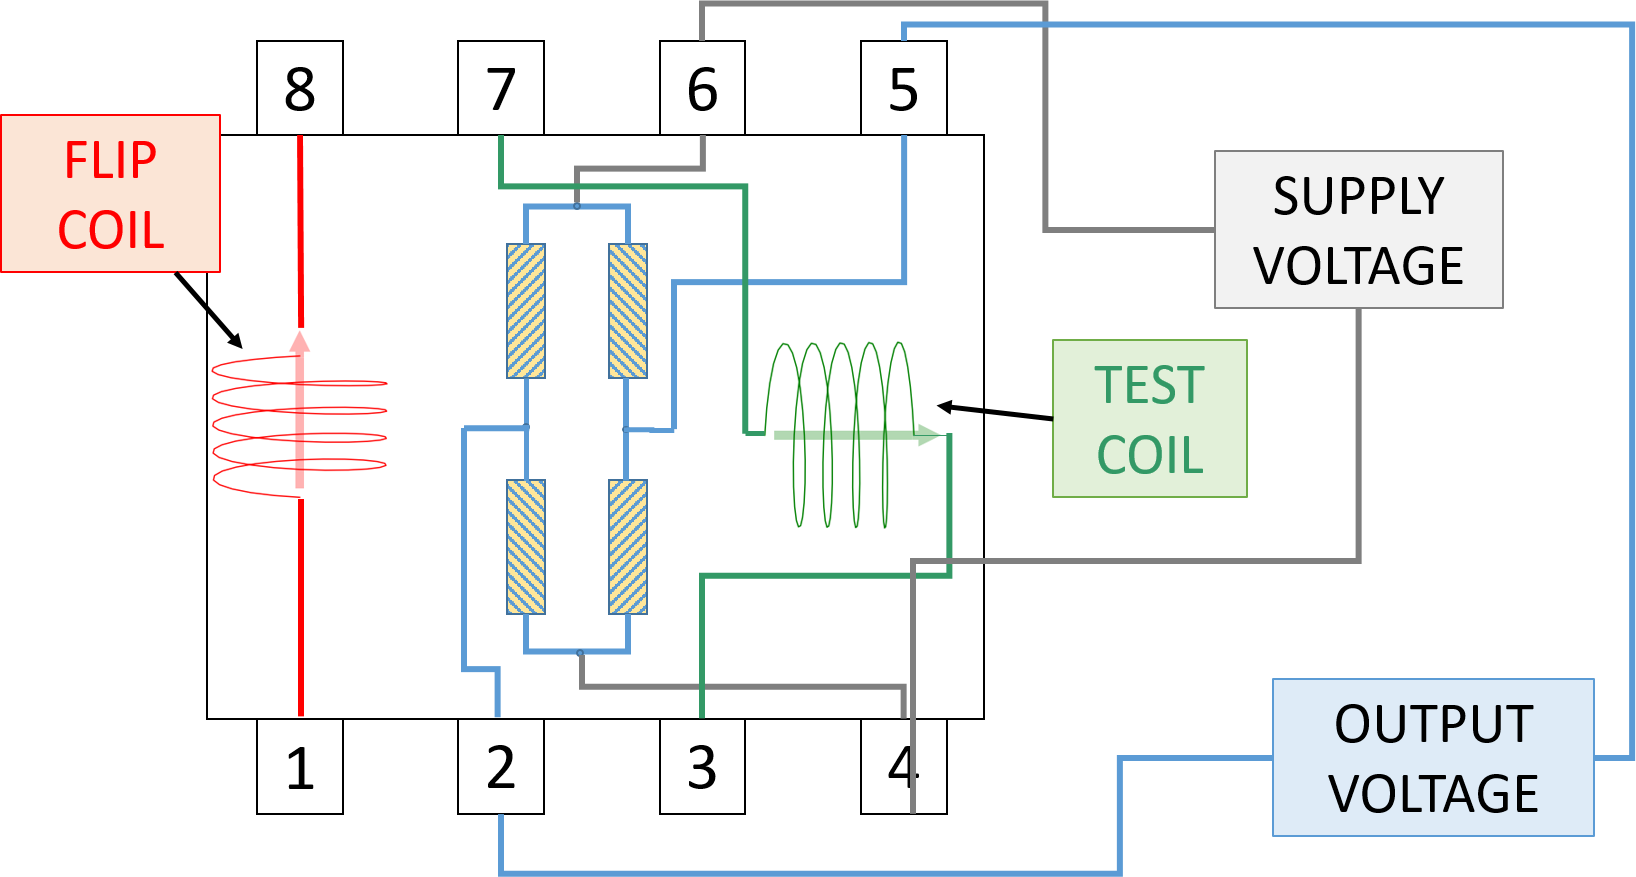 8
7
6
5
FLIP
COIL
SUPPLY
VOLTAGE
TEST
COIL
OUTPUT
VOLTAGE
1
2
3
4